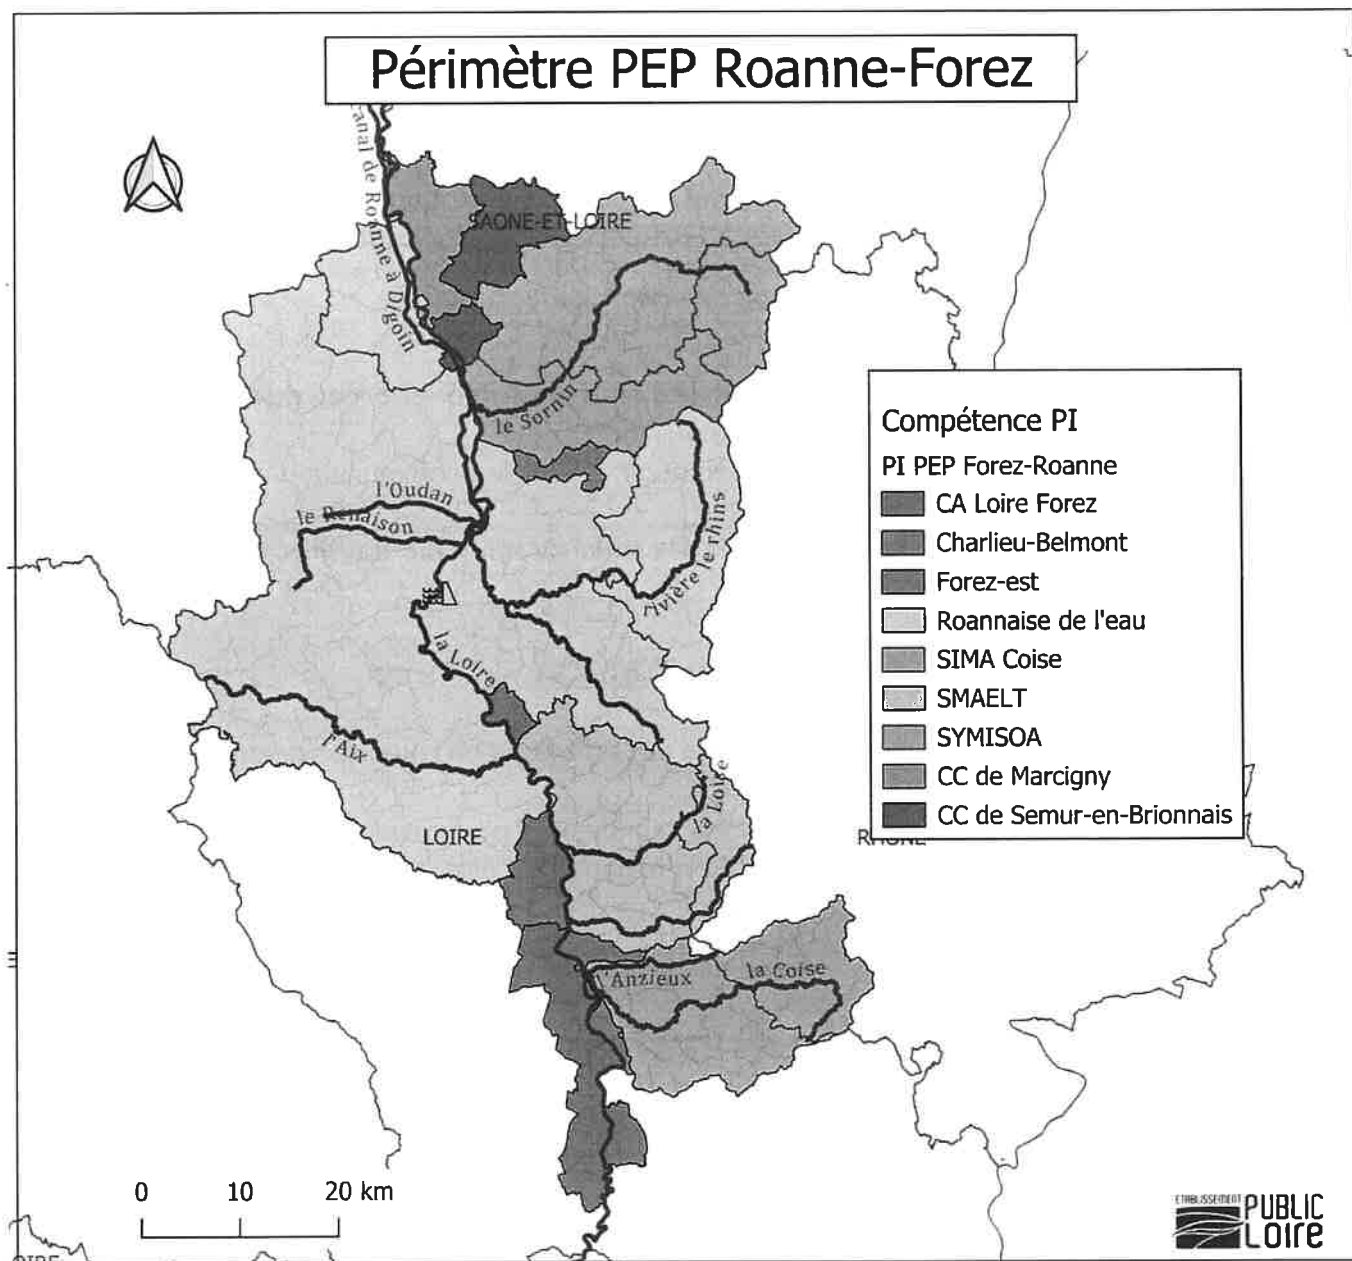 Périmètre PEP Roanne-Forez
canal de Roanne à Digoin
SAONE-ET-LOIRE
le Sornin
l'Oudan
le Renaison
rivière le rhins
la Loire
l'Aix
la Loire
LOIRE
RHONE
l'Anzieux
la Coise
Compétence PI
PI PEP Forez-Roanne
CA Loire Forez
Charlieu-Belmont
Forez-est
Roannaise de l'eau
SIMA Coise
SMAELT
SYMISOA
CC de Marcigny
CC de Semur-en-Brionnais
0 10 20 km
ETABLISSEMENT
PUBLIC
LOIRE